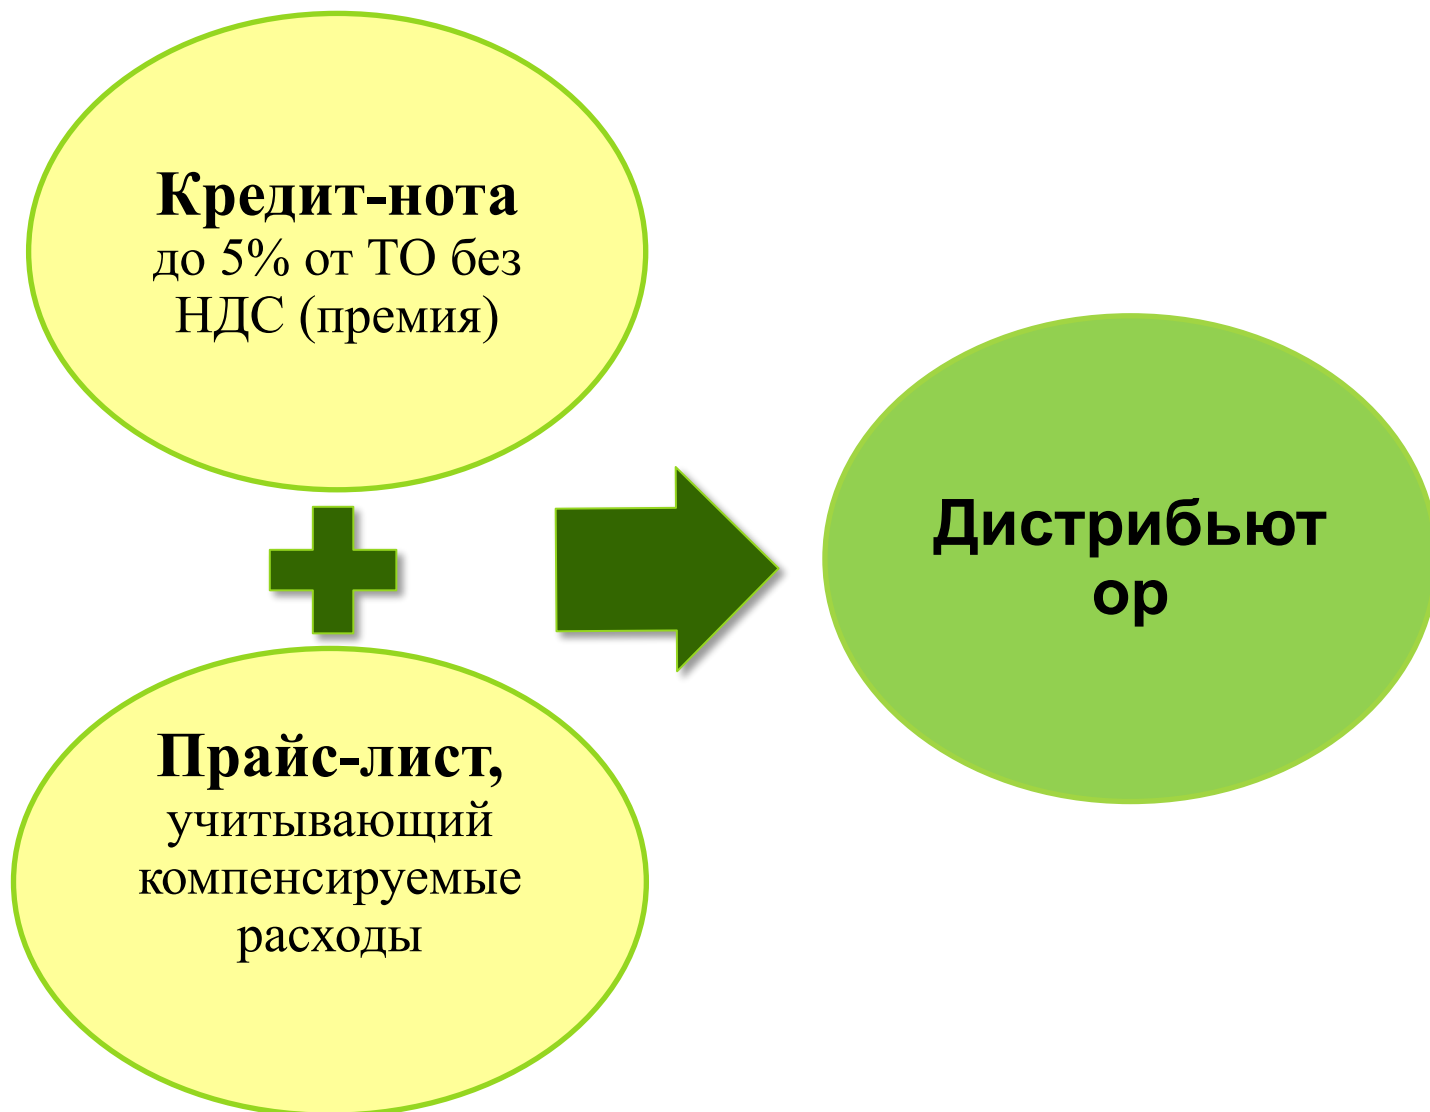 Кредит-нота
до 5% от ТО без
НДС (премия)
Прайс-лист,
учитывающий
компенсируемые
расходы
Дистрибьют
ор